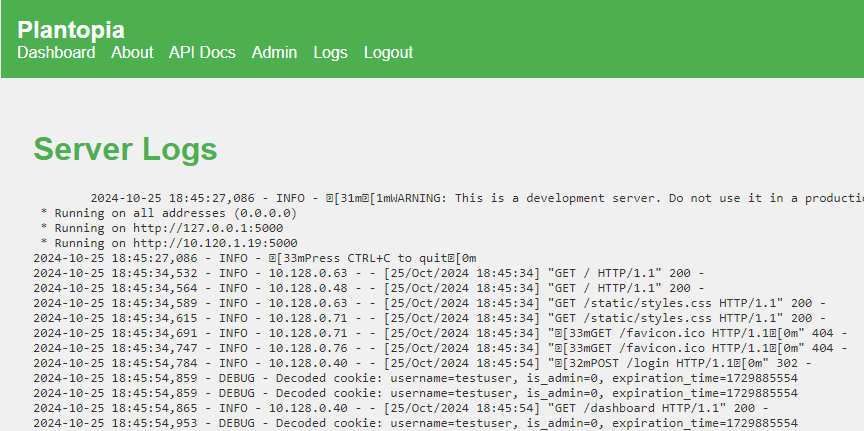 Plantopia
Dashboard About API Docs Admin Logs Logout
Server Logs
2024-10-25 18:45:27,086 - INFO - �[31m�[1mWARNING: This is a development server. Do not use it in a productio
* Running on all addresses (0.0.0.0)
* Running on http://127.0.0.1:5000
* Running on http://10.120.1.19:5000
2024-10-25 18:45:27,086 - INFO - �[33mPress CTRL+C to quit�[0m
2024-10-25 18:45:34,532 - INFO - 10.128.0.63 - - [25/Oct/2024 18:45:34] "GET / HTTP/1.1" 200 -
2024-10-25 18:45:34,564 - INFO - 10.128.0.48 - - [25/Oct/2024 18:45:34] "GET / HTTP/1.1" 200 -
2024-10-25 18:45:34,589 - INFO - 10.128.0.63 - - [25/Oct/2024 18:45:34] "GET /static/styles.css HTTP/1.1" 200 -
2024-10-25 18:45:34,615 - INFO - 10.128.0.71 - - [25/Oct/2024 18:45:34] "GET /static/styles.css HTTP/1.1" 200 -
2024-10-25 18:45:34,691 - INFO - 10.128.0.71 - - [25/Oct/2024 18:45:34] "�[33mGET /favicon.ico HTTP/1.1�[0m" 404 -
2024-10-25 18:45:34,747 - INFO - 10.128.0.76 - - [25/Oct/2024 18:45:34] "�[33mGET /favicon.ico HTTP/1.1�[0m" 404 -
2024-10-25 18:45:54,784 - INFO - 10.128.0.40 - - [25/Oct/2024 18:45:54] "�[32mPOST /login HTTP/1.1�[0m" 302 -
2024-10-25 18:45:54,859 - DEBUG - Decoded cookie: username=testuser, is_admin=0, expiration_time=1729885554
2024-10-25 18:45:54,859 - DEBUG - Decoded cookie: username=testuser, is_admin=0, expiration_time=1729885554
2024-10-25 18:45:54,865 - INFO - 10.128.0.40 - - [25/Oct/2024 18:45:54] "GET /dashboard HTTP/1.1" 200 -
2024-10-25 18:45:54,953 - DEBUG - Decoded cookie: username=testuser, is_admin=0, expiration_time=1729885554